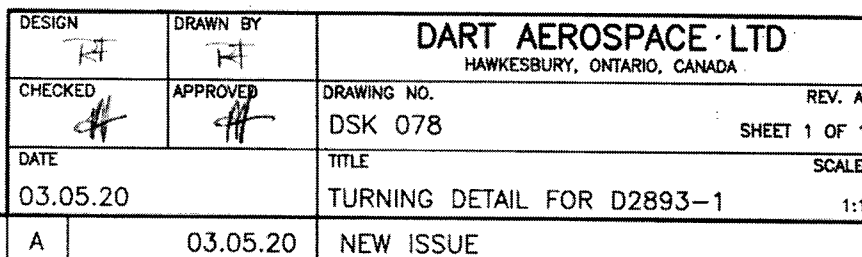 DESIGN
DRAWN BY
DART AEROSPACE LTD
HAWKESBURY, ONTARIO, CANADA
CHECKED
APPROVED
DRAWING NO.
REV. A
DSK 078
SHEET 1 OF 1
DATE
TITLE
SCALE
03.05.20
TURNING DETAIL FOR D2893-1
1:1
A
03.05.20
NEW ISSUE